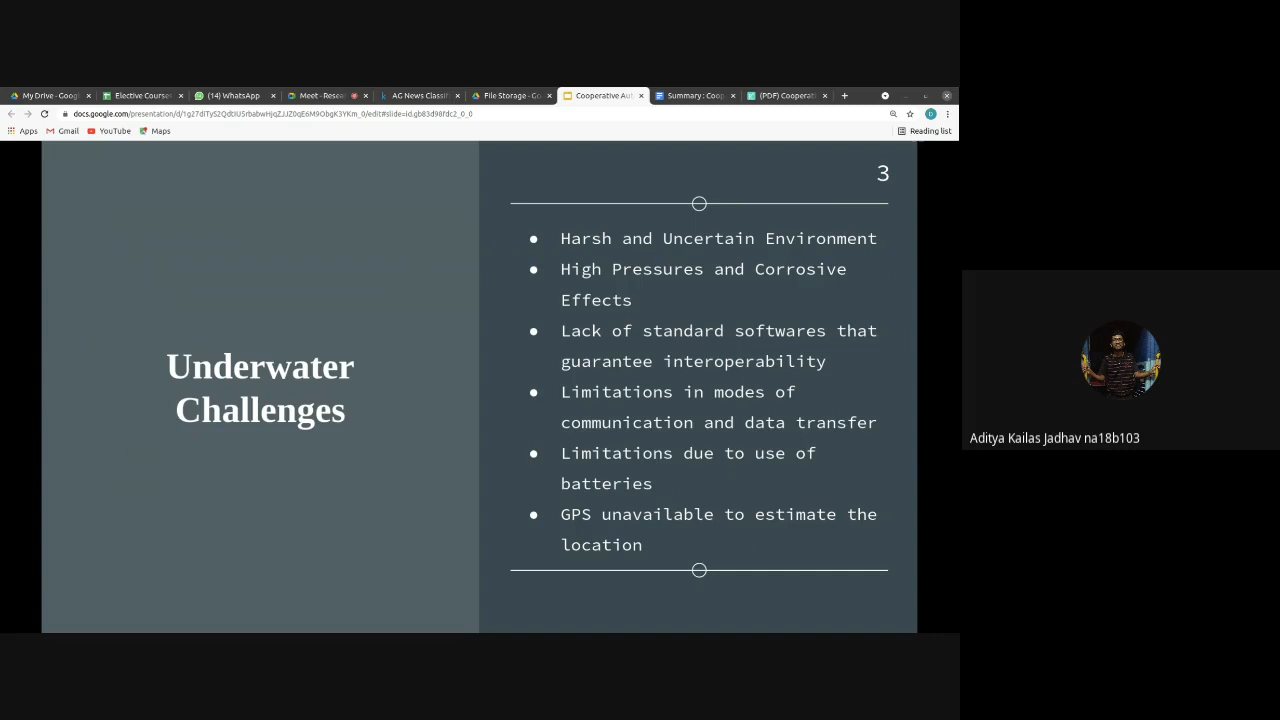 My Drive - Googl
Elective Courses
(14) WhatsApp
Meet - Resear
AG News Classifi
File Storage - Go
Cooperative Aut
Summary : Coop
(PDF) Cooperati
Apps
Gmail
YouTube
Maps
Reading list
D
3
Underwater
Challenges
● Harsh and Uncertain Environment
● High Pressures and Corrosive
Effects
● Lack of standard softwares that
guarantee interoperability
● Limitations in modes of
communication and data transfer
● Limitations due to use of
batteries
● GPS unavailable to estimate the
location
Aditya Kailas Jadhav na18b103